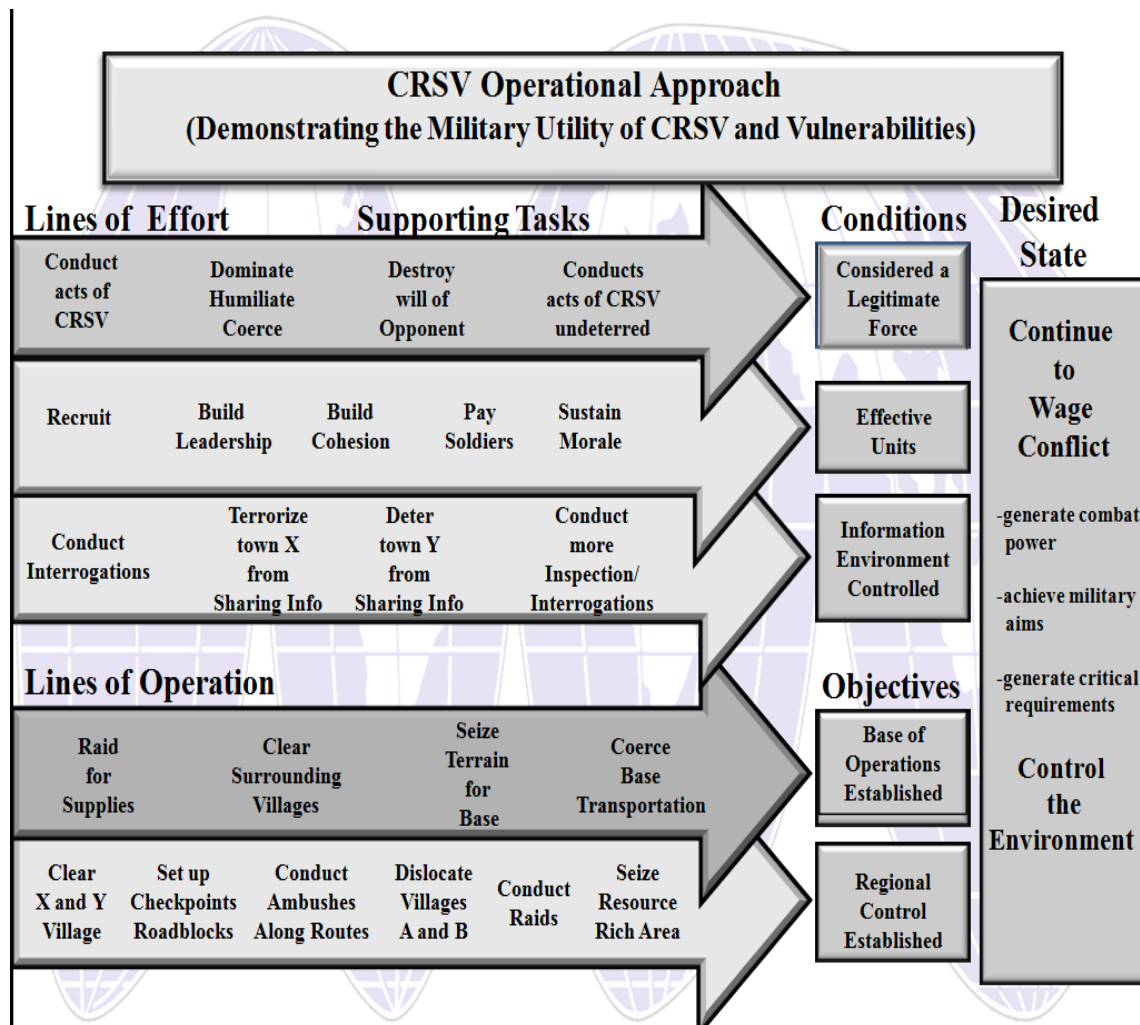 CRSV Operational Approach
(Demonstrating the Military Utility of CRSV and Vulnerabilities)
Lines of Effort
Supporting Tasks
Conditions
Desired
State
Conduct
acts of
CRSV
Dominate
Humiliate
Coerce
Destroy
will of
Opponent
Conducts
acts of CRSV
undeterred
Considered a
Legitimate
Force
Recruit
Build
Leadership
Build
Cohesion
Pay
Soldiers
Sustain
Morale
Effective
Units
Conduct
Interrogations
Terrorize
town X
from
Sharing Info
Deter
town Y
from
Sharing Info
Conduct
more
Inspection/
Interrogations
Information
Environment
Controlled
Lines of Operation
Objectives
Raid
for
Supplies
Clear
Surrounding
Villages
Seize
Terrain
for
Base
Coerce
Base
Transportation
Base of
Operations
Established
Clear
X and Y
Village
Set up
Checkpoints
Roadblocks
Conduct
Ambushes
Along Routes
Dislocate
Villages
A and B
Conduct
Raids
Seize
Resource
Rich Area
Regional
Control
Established
Continue
to
Wage
Conflict
-generate combat
power
-achieve military
aims
-generate critical
requirements
Control
the
Environment